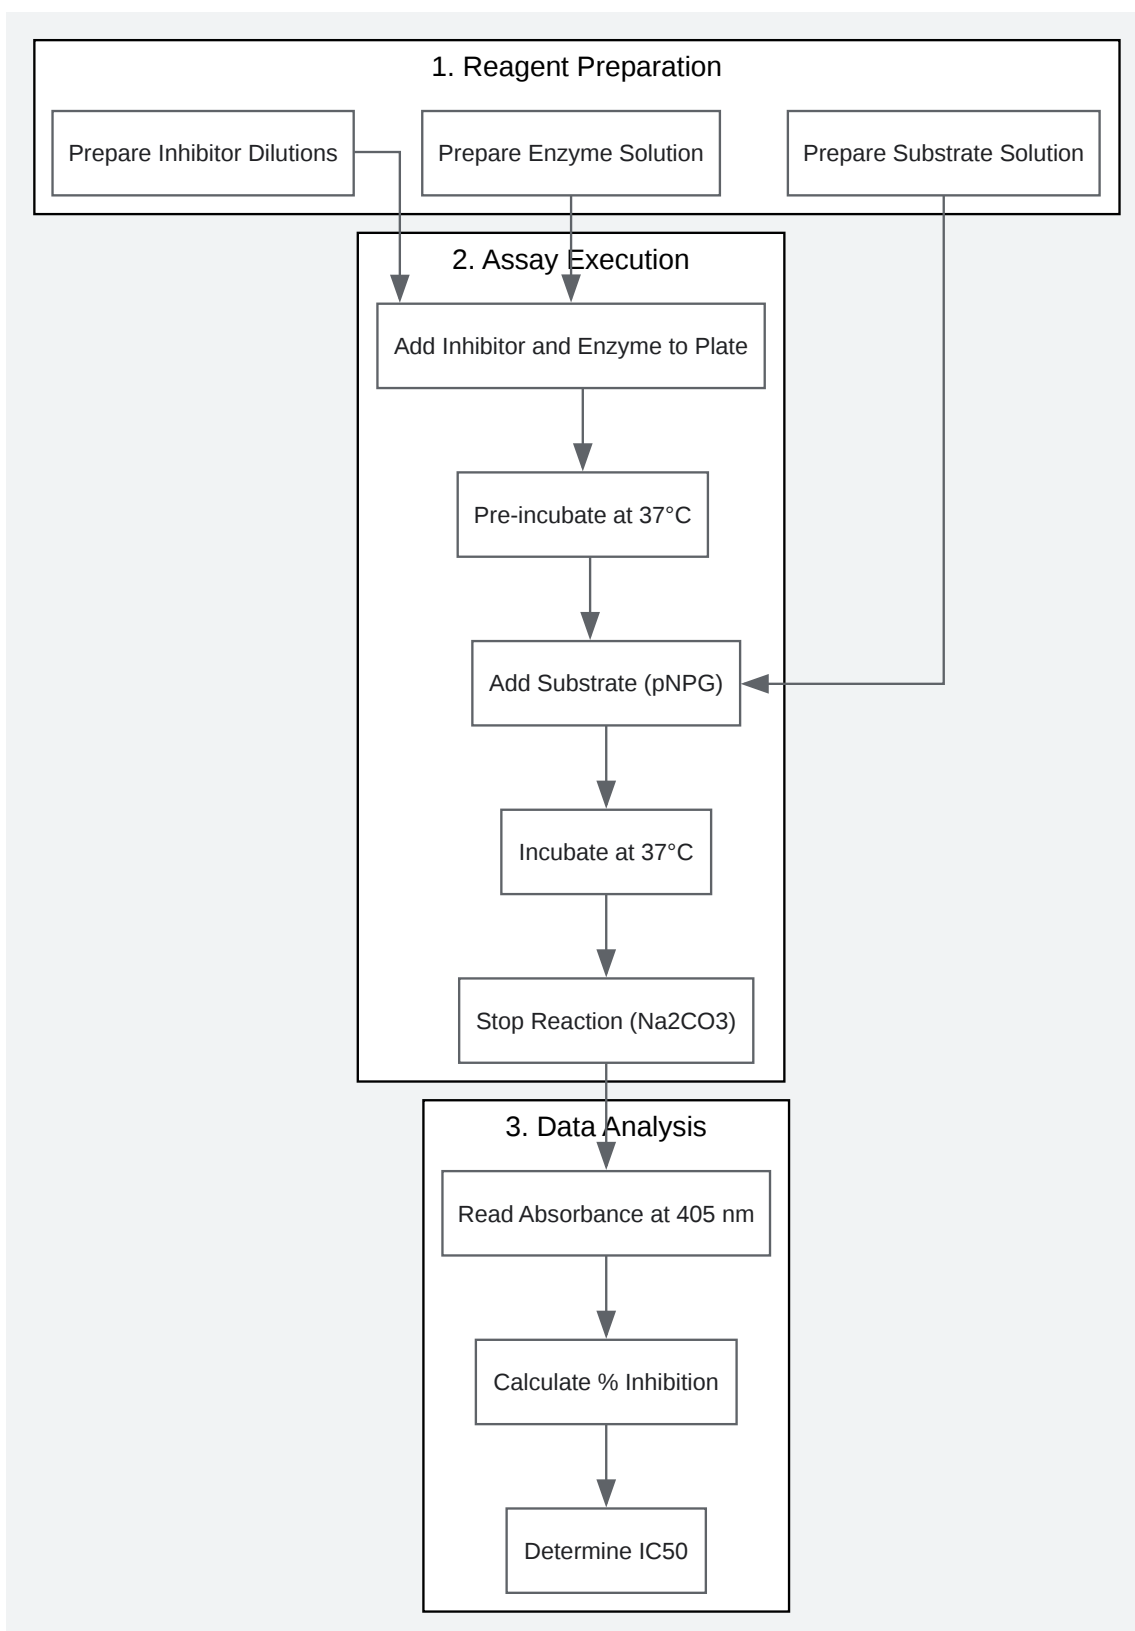 1. Reagent Preparation
Prepare Inhibitor Dilutions
Prepare Enzyme Solution
Prepare Substrate Solution
2. Assay Execution
Add Inhibitor and Enzyme to Plate
Pre-incubate at 37°C
Add Substrate (pNPG)
Incubate at 37°C
Stop Reaction (Na2CO3)
3. Data Analysis
Read Absorbance at 405 nm
Calculate % Inhibition
Determine IC50